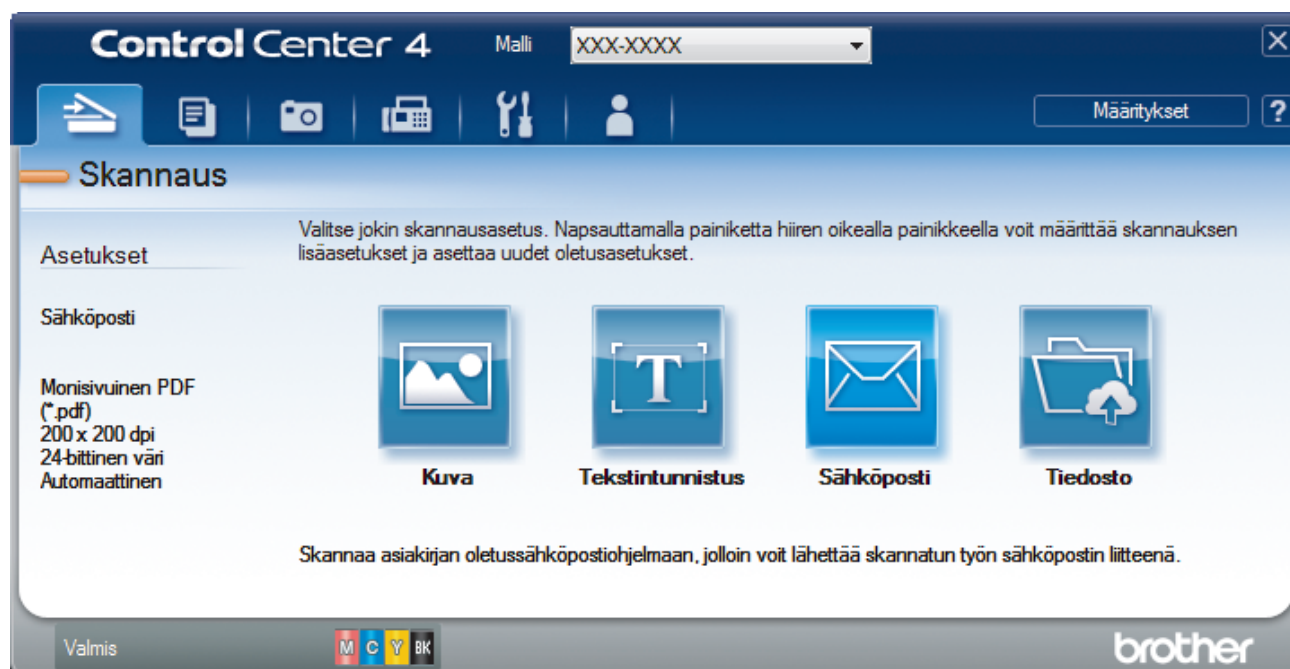 Control Center 4
Malli
XXX-XXXX
Määritykset
?
Skannaus
Asetukset
Sähköposti
Monisivuinen PDF
(*.pdf)
200 x 200 dpi
24-bittinen väri
Automaattinen
Valitse jokin skannausasetus. Napsauttamalla painiketta hiiren oikealla painikkeella voit määrittää skannauksen
lisäasetukset ja asettaa uudet oletusasetukset.
T
Kuva
Tekstintunnistus
Sähköposti
Tiedosto
Skannaa asiakirjan oletussähköpostiohjelmaan, jolloin voit lähettää skannatun työn sähköpostin liitteenä.
Valmis
M C Y BK
brother